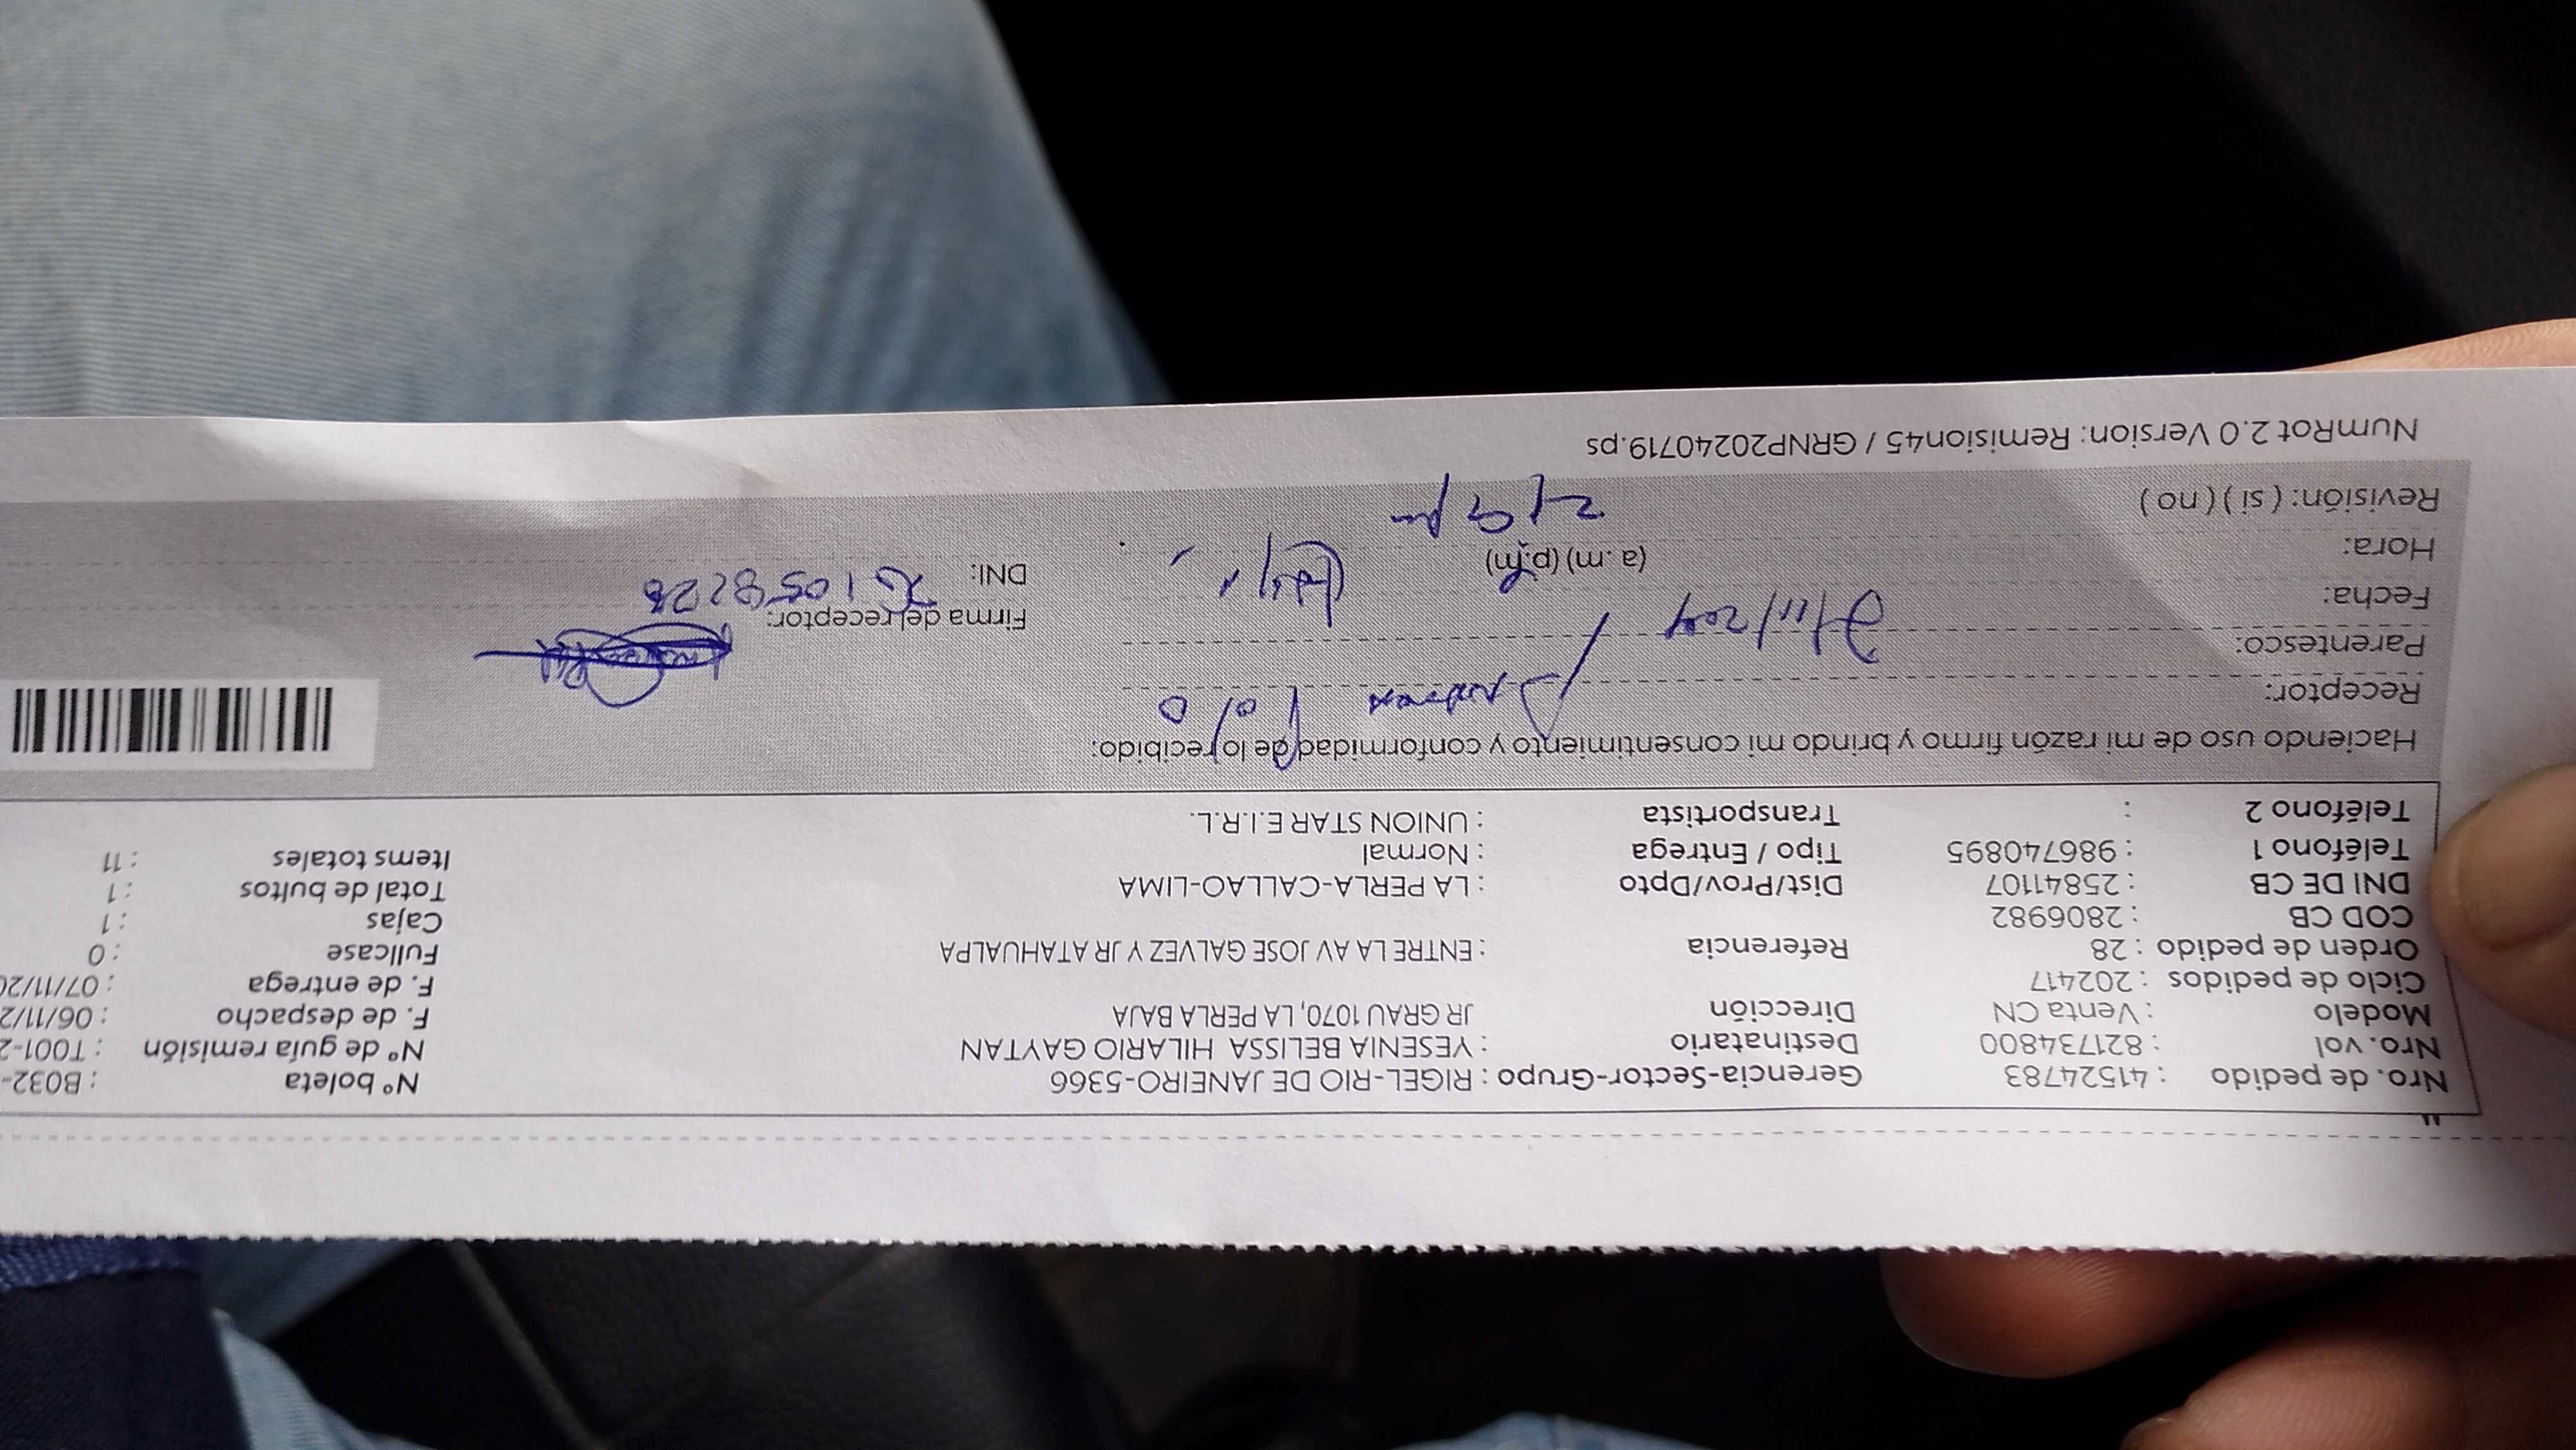 Nro. de pedido : 41524783 Gerencia-Sector-Grupo : RIGEL-RIO DE JANEIRO-5366 N° boleta : B032-
Nro. vol : 821734800 Destinatario : YESENIA BELISSA HILARIO GAYTAN N° de guía remisión : T001-2
Modelo : Venta CN Dirección JR GRAU 1070, LA PERLA BAJA F. de despacho : 06/11/2
Ciclo de pedidos : 202417 F. de entrega : 07/11/20
Orden de pedido : 28 Referencia : ENTRE LA AV JOSE GALVEZ Y JR ATAHUALPA Fullcase : 0
COD CB : 2806982 Cajas : 1
DNI DE CB : 25841107 Dist/Prov/Dpto : LA PERLA-CALLAO-LIMA Total de bultos : 1
Teléfono 1 : 986740895 Tipo / Entrega : Normal Items totales : 11
Teléfono 2 : Transportista : UNION STAR E.I.R.L.
Haciendo uso de mi razón firmo y brindo mi consentimiento y conformidad de lo recibido:
Receptor:
Parentesco:
Fecha: Firma del receptor:
Hora: (a.m) (p.m) DNI:
Revisión: ( si ) ( no )
NumRot 2.0 Version: Remision45 / GRNP20240719.ps